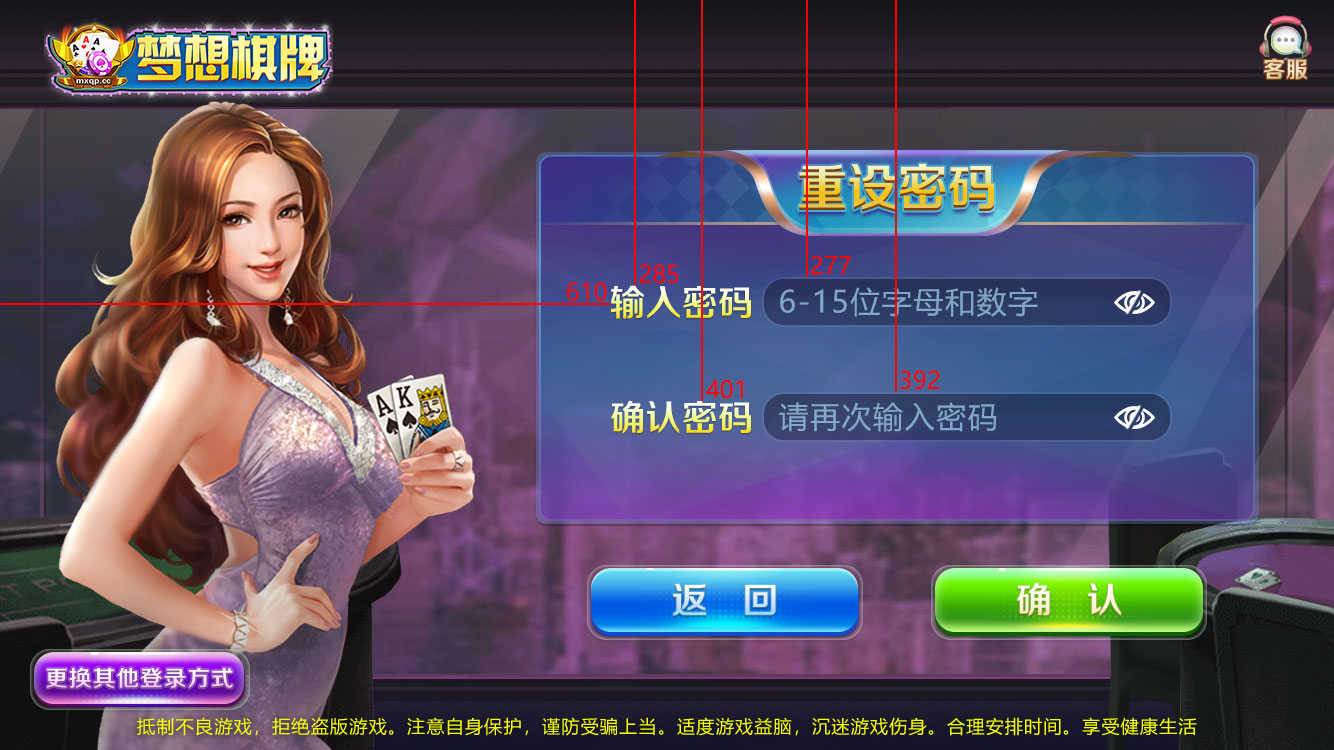 梦想棋牌
mxqp.cc
客服
重设密码
285
277
610
输入密码
6-15位字母和数字
401
392
确认密码
请再次输入密码
A K
返回
确认
更换其他登录方式
抵制不良游戏，拒绝盗版游戏。注意自身保护，谨防受骗上当。适度游戏益脑，沉迷游戏伤身。合理安排时间。享受健康生活